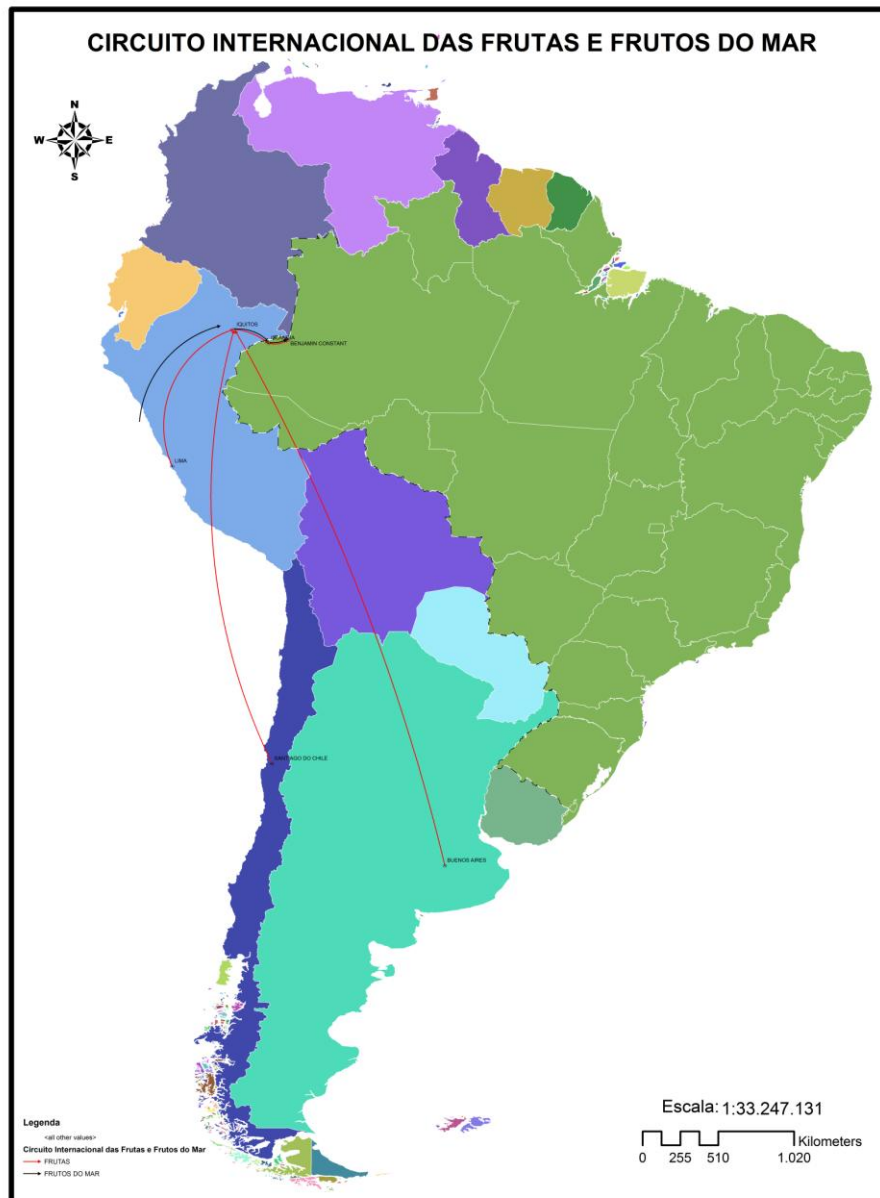 CIRCUITO INTERNACIONAL DAS FRUTAS E FRUTOS DO MAR
N
W E
S
IQUITOS
BENJAMIN CONSTANT
LIMA
SANTIAGO DO CHILE
BUENOS AIRES
Escala: 1:33.247.131
Kilometers
0 255 510 1.020
Legenda
<all other values>
Circuito Internacional das Frutas e Frutos do Mar
FRUTAS
FRUTOS DO MAR